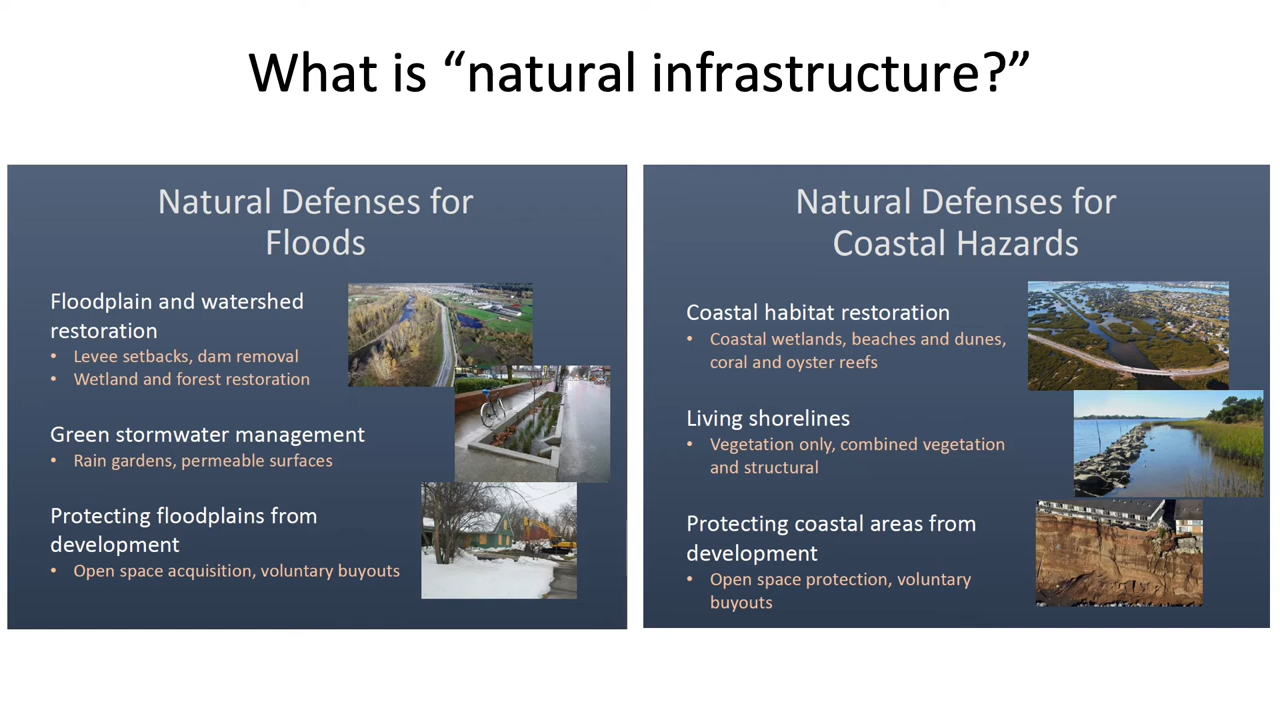 What is “natural infrastructure?”
Natural Defenses for
Floods
Floodplain and watershed
restoration
• Levee setbacks, dam removal
• Wetland and forest restoration
Green stormwater management
• Rain gardens, permeable surfaces
Protecting floodplains from
development
• Open space acquisition, voluntary buyouts
Natural Defenses for
Coastal Hazards
Coastal habitat restoration
• Coastal wetlands, beaches and dunes,
coral and oyster reefs
Living shorelines
• Vegetation only, combined vegetation
and structural
Protecting coastal areas from
development
• Open space protection, voluntary
buyouts